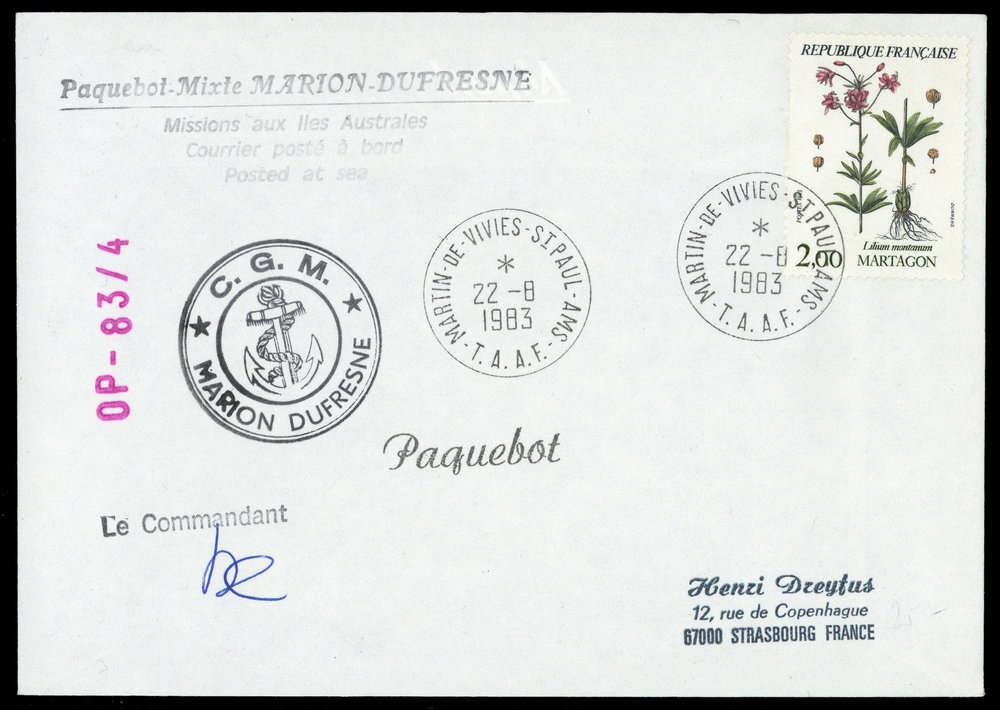 Paquebot-Mixte MARION-DUFRESNE
Missions aux Iles Australes
Courrier posté à bord
Posted at sea
REPUBLIQUE FRANÇAISE
2,00
Lilium montanum
MARTAGON
OP-83/4
C. G. M.
MARION DUFRESNE
MARTIN-DE-VIVIES-ST.PAUL-AMS
22-8
1983
T.A.A.F.
MARTIN-DE-VIVIES-ST.PAUL-AMS
22-8
1983
T.A.A.F.
Paquebot
Le Commandant
Henri Dreyfus
12, rue de Copenhague
67000 STRASBOURG FRANCE